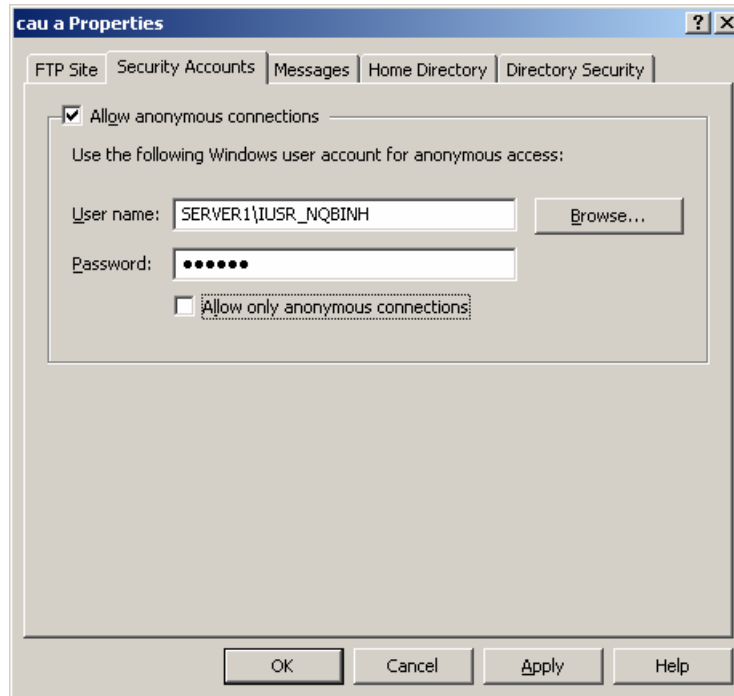 cau a Properties
FTP Site Security Accounts Messages Home Directory Directory Security
Allow anonymous connections
Use the following Windows user account for anonymous access:
User name: SERVER1\IUSR_NQBINH Browse...
Password: ●●●●●●
Allow only anonymous connections
OK Cancel Apply Help